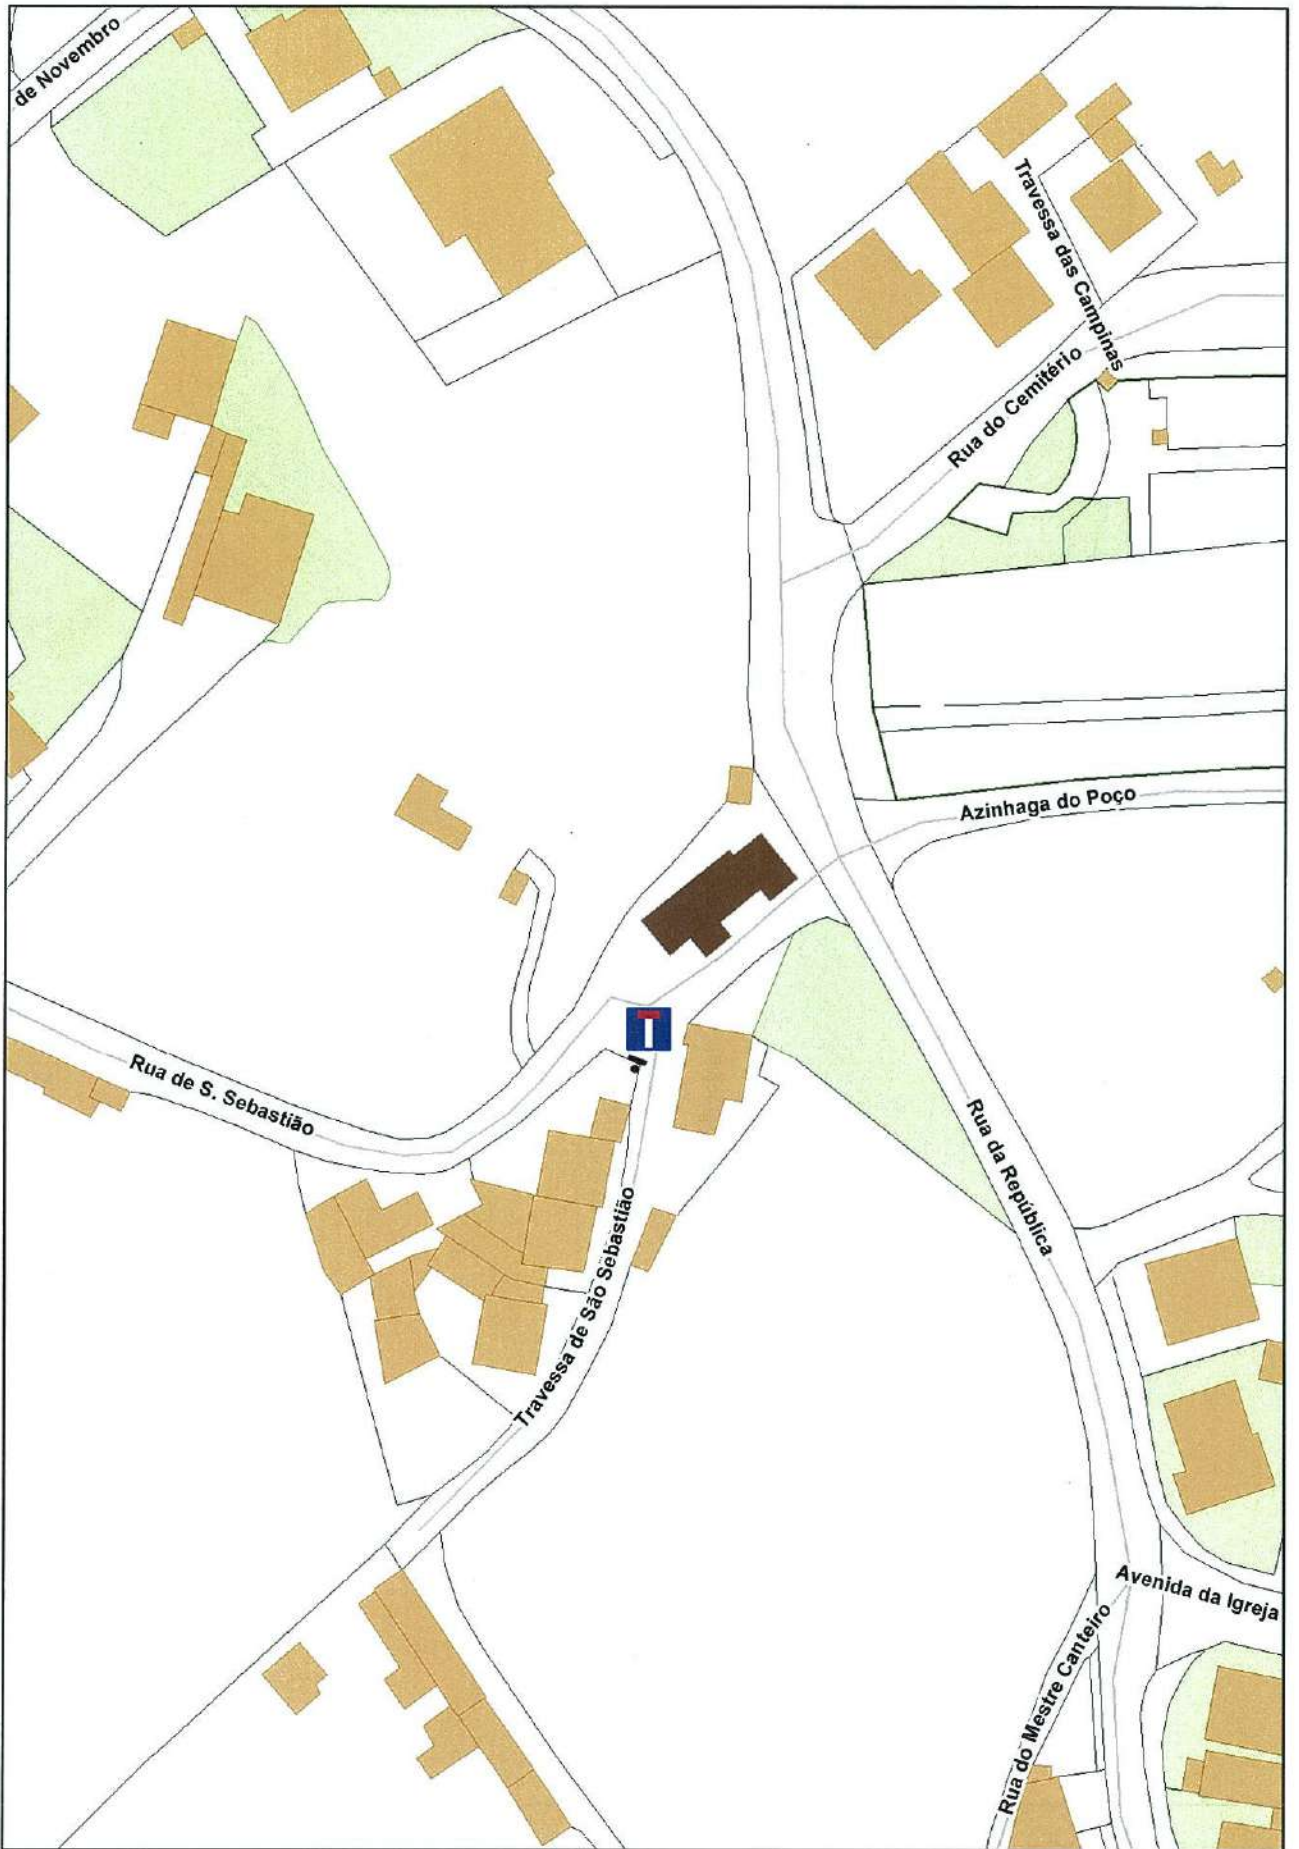 de Novembro
Travessa das Campinas
Rua do Cemitério
Azinhaga do Poço
Rua de S. Sebastião
Rua da República
Travessa de São Sebastião
Avenida da Igreja
Rua do Mestre Canteiro